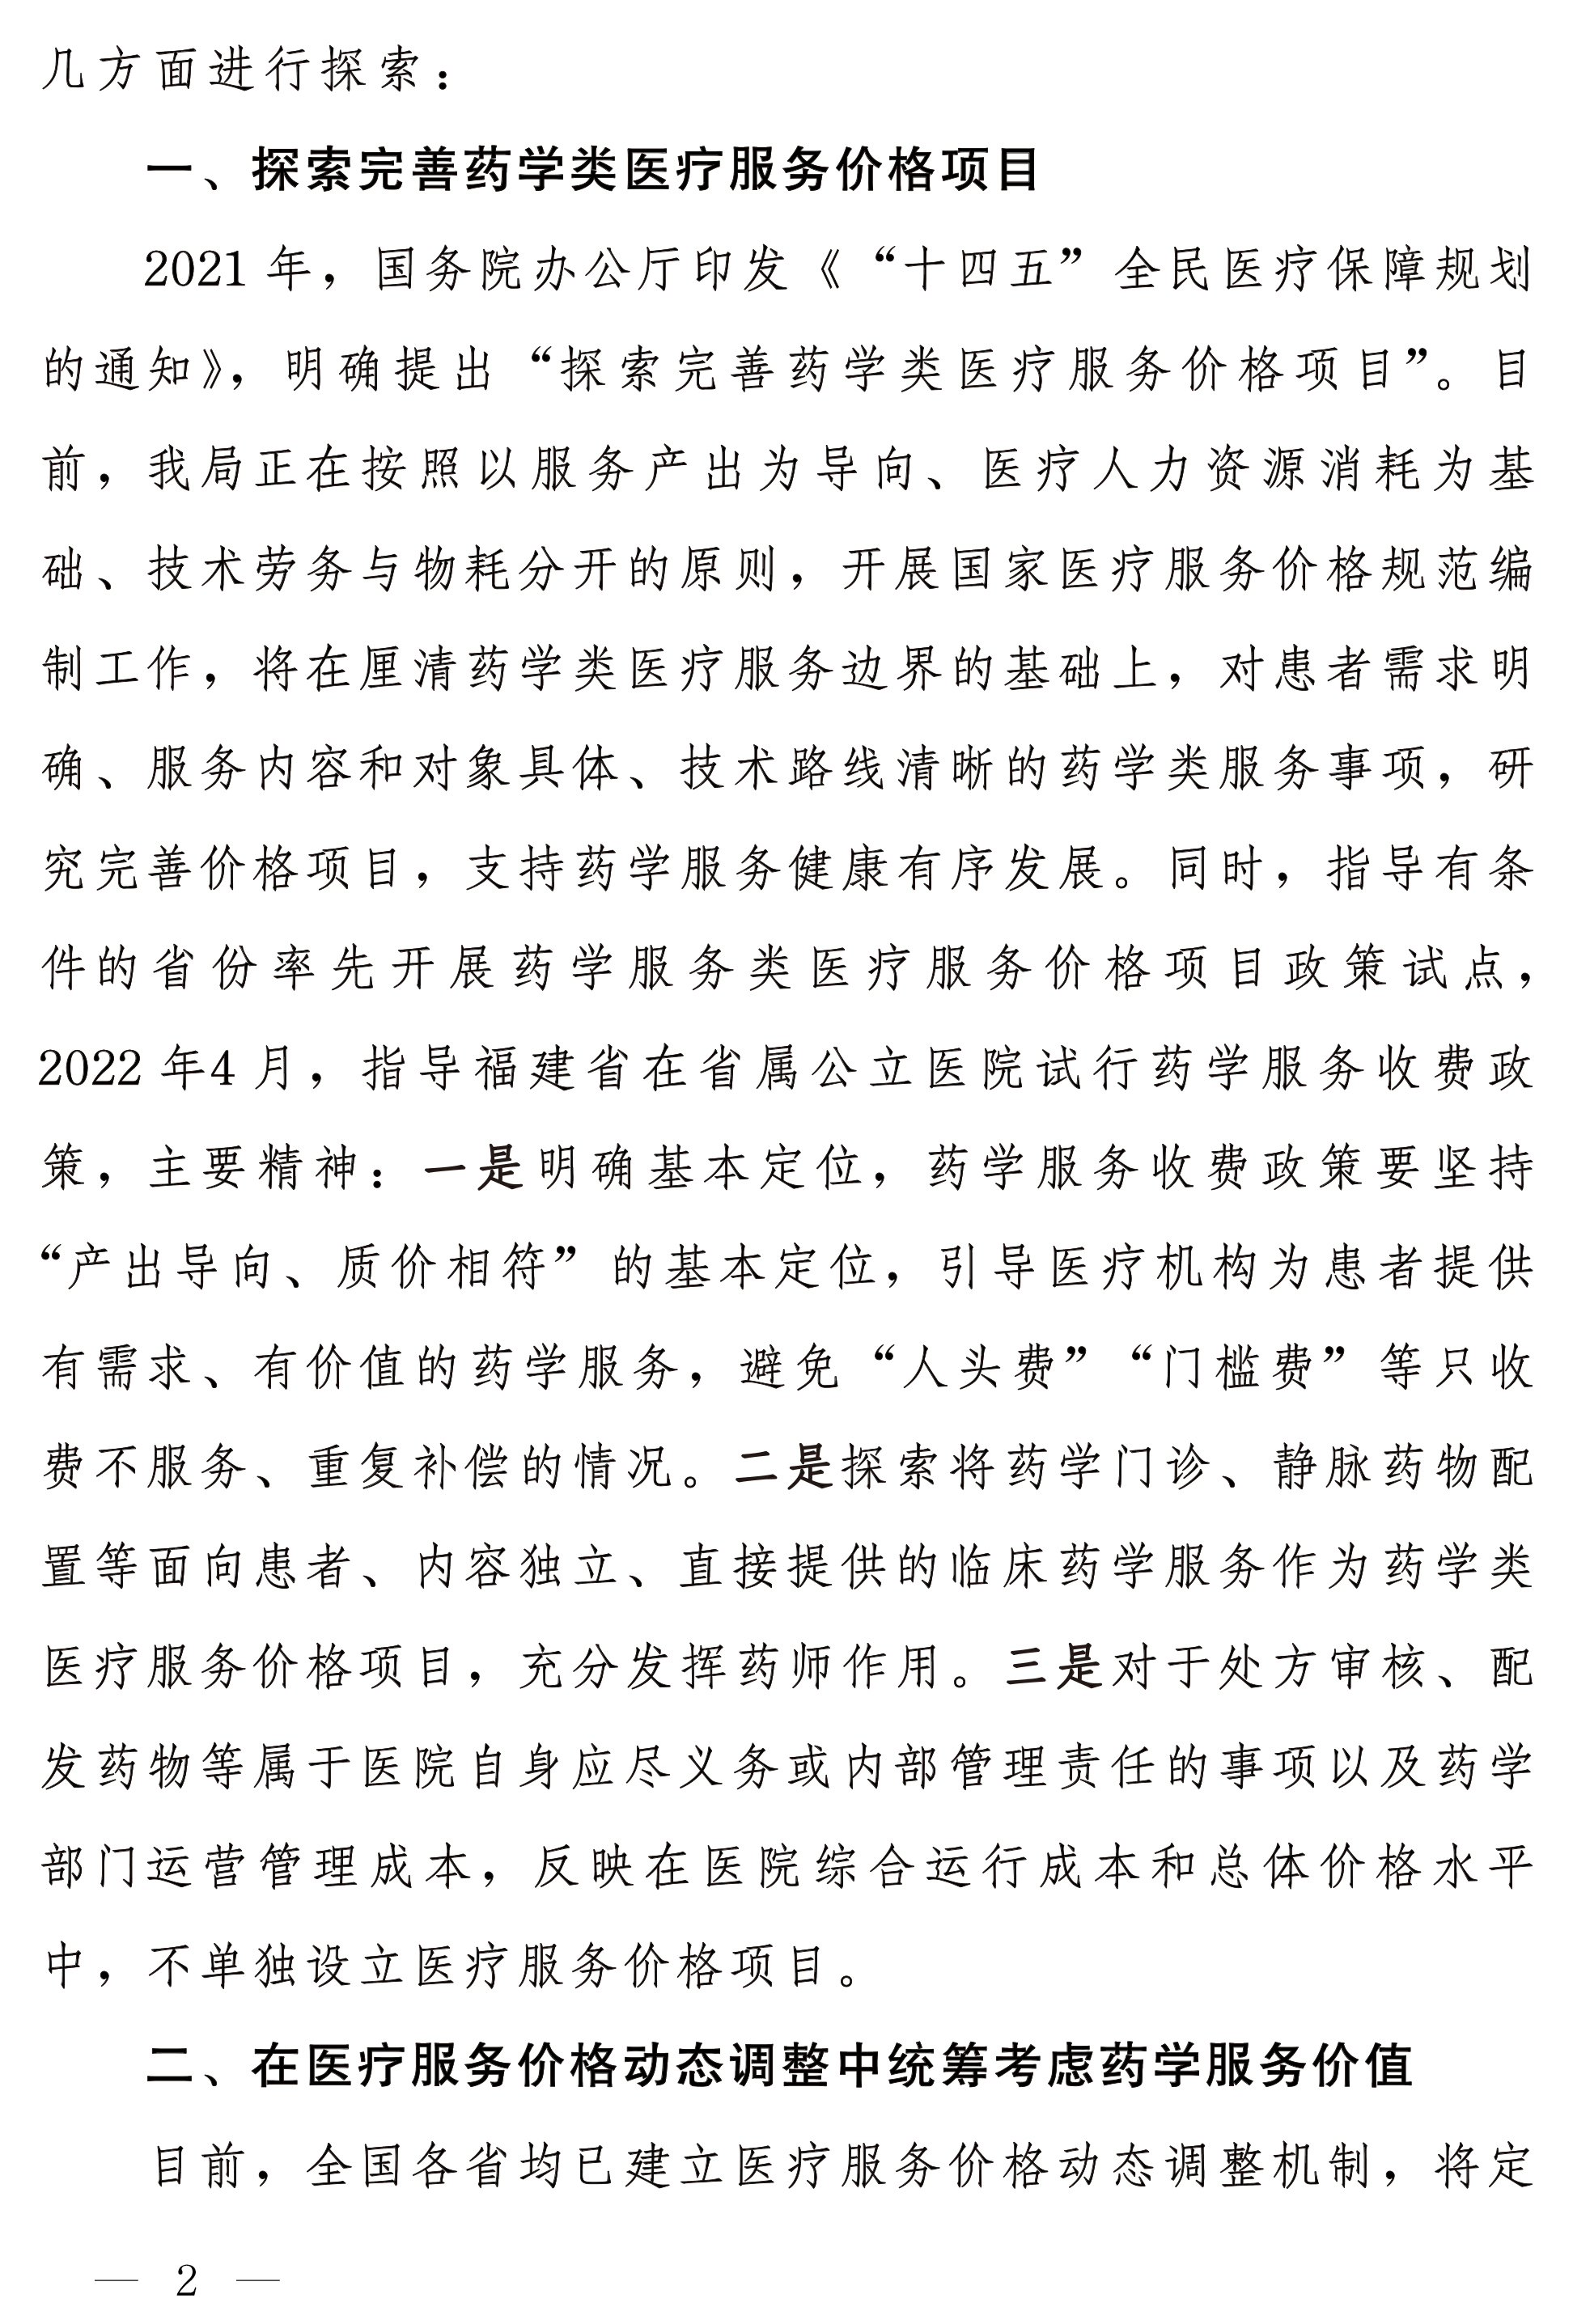 几方面进行探索：
一、探索完善药学类医疗服务价格项目
2021 年，国务院办公厅印发《“十四五”全民医疗保障规划
的通知》，明确提出“探索完善药学类医疗服务价格项目”。目
前，我局正在按照以服务产出为导向、医疗人力资源消耗为基
础、技术劳务与物耗分开的原则，开展国家医疗服务价格规范编
制工作，将在厘清药学类医疗服务边界的基础上，对患者需求明
确、服务内容和对象具体、技术路线清晰的药学类服务事项，研
究完善价格项目，支持药学服务健康有序发展。同时，指导有条
件的省份率先开展药学服务类医疗服务价格项目政策试点，
2022 年4 月，指导福建省在省属公立医院试行药学服务收费政
策，主要精神：一是明确基本定位，药学服务收费政策要坚持
“产出导向、质价相符”的基本定位，引导医疗机构为患者提供
有需求、有价值的药学服务，避免“人头费”“门槛费”等只收
费不服务、重复补偿的情况。二是探索将药学门诊、静脉药物配
置等面向患者、内容独立、直接提供的临床药学服务作为药学类
医疗服务价格项目，充分发挥药师作用。三是对于处方审核、配
发药物等属于医院自身应尽义务或内部管理责任的事项以及药学
部门运营管理成本，反映在医院综合运行成本和总体价格水平
中，不单独设立医疗服务价格项目。
二、在医疗服务价格动态调整中统筹考虑药学服务价值
目前，全国各省均已建立医疗服务价格动态调整机制，将定
— 2 —